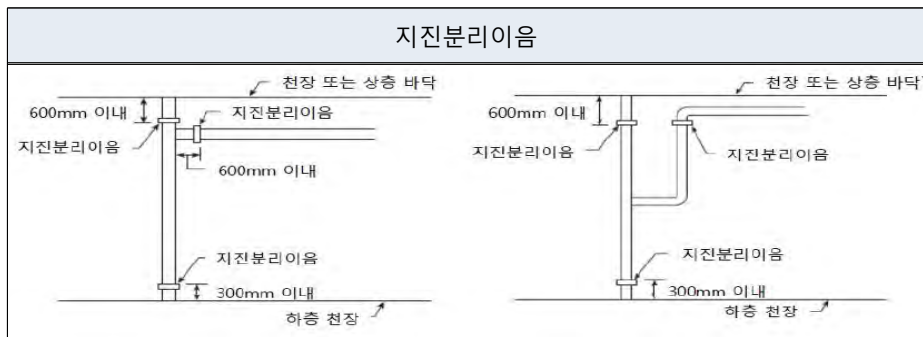 지진분리이음
천장 또는 상층 바닥
600mm 이내
지진분리이음
지진분리이음
600mm 이내
지진분리이음
300mm 이내
하층 천장
천장 또는 상층 바닥
600mm 이내
지진분리이음
지진분리이음
지진분리이음
300mm 이내
하층 천장